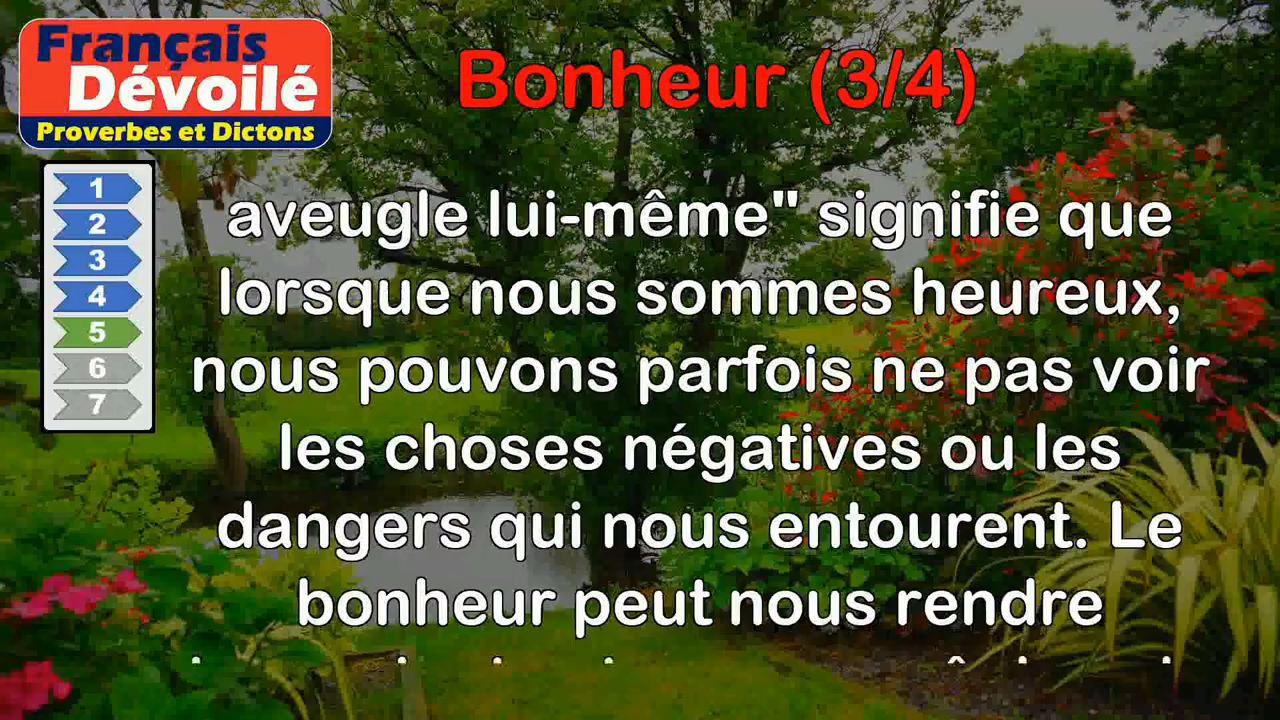 Français
Dévoilé
Proverbes et Dictons
Bonheur (3/4)
1
2
3
4
5
6
7
aveugle lui-même" signifie que
lorsque nous sommes heureux,
nous pouvons parfois ne pas voir
les choses négatives ou les
dangers qui nous entourent. Le
bonheur peut nous rendre